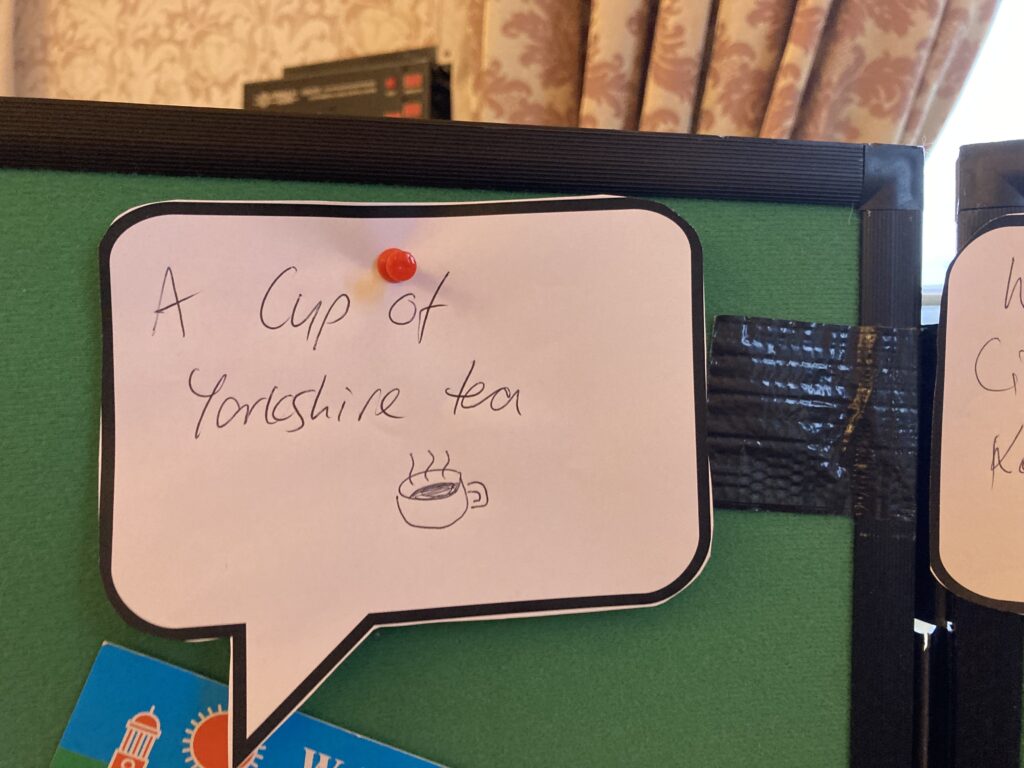 A Cup of
Yorkshire tea